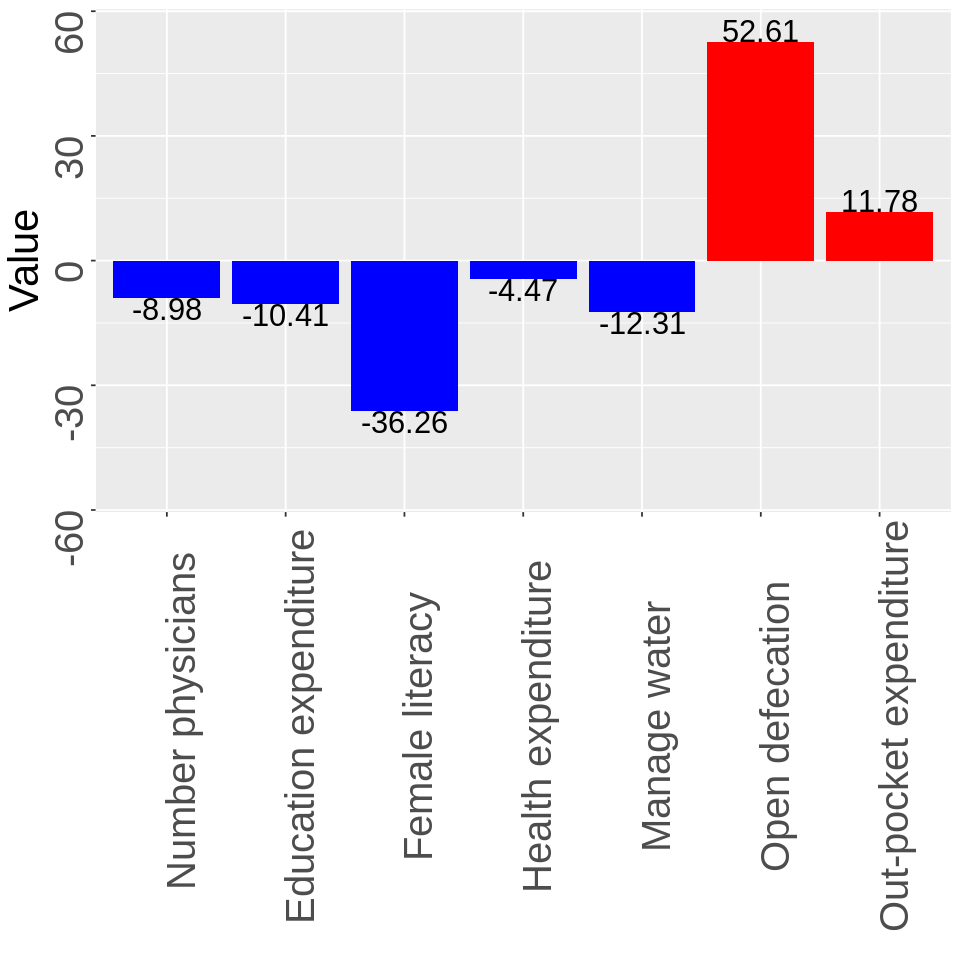 Value
60
30
0
-30
-60
-8.98
-10.41
-36.26
-4.47
-12.31
52.61
11.78
Number physicians
Education expenditure
Female literacy
Health expenditure
Manage water
Open defecation
Out-pocket expenditure